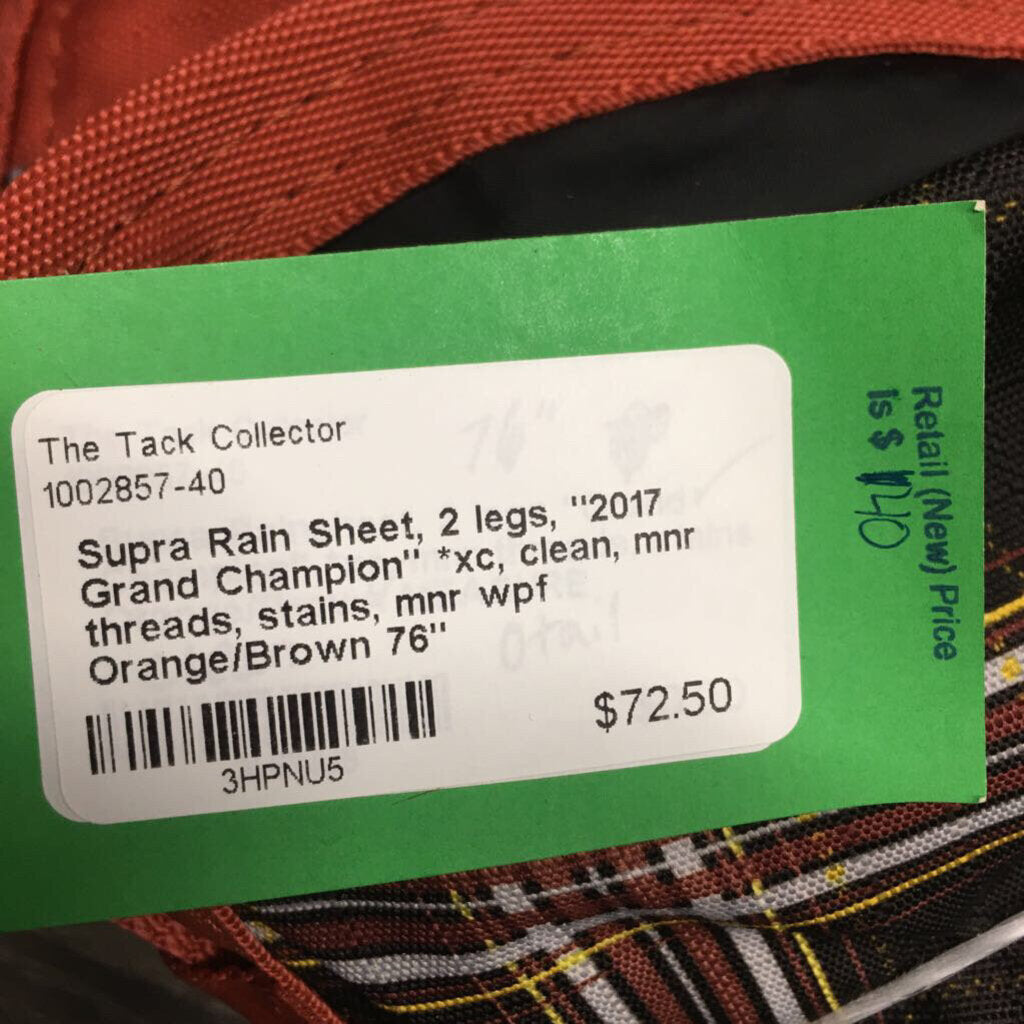 The Tack Collector
1002857-40
Supra Rain Sheet, 2 legs, "2017
Grand Champion" *xc, clean, mnr
threads, stains, mnr wpf
Orange/Brown 76"
3HPNU5
$72.50
Retail (New) Price
is $ 140